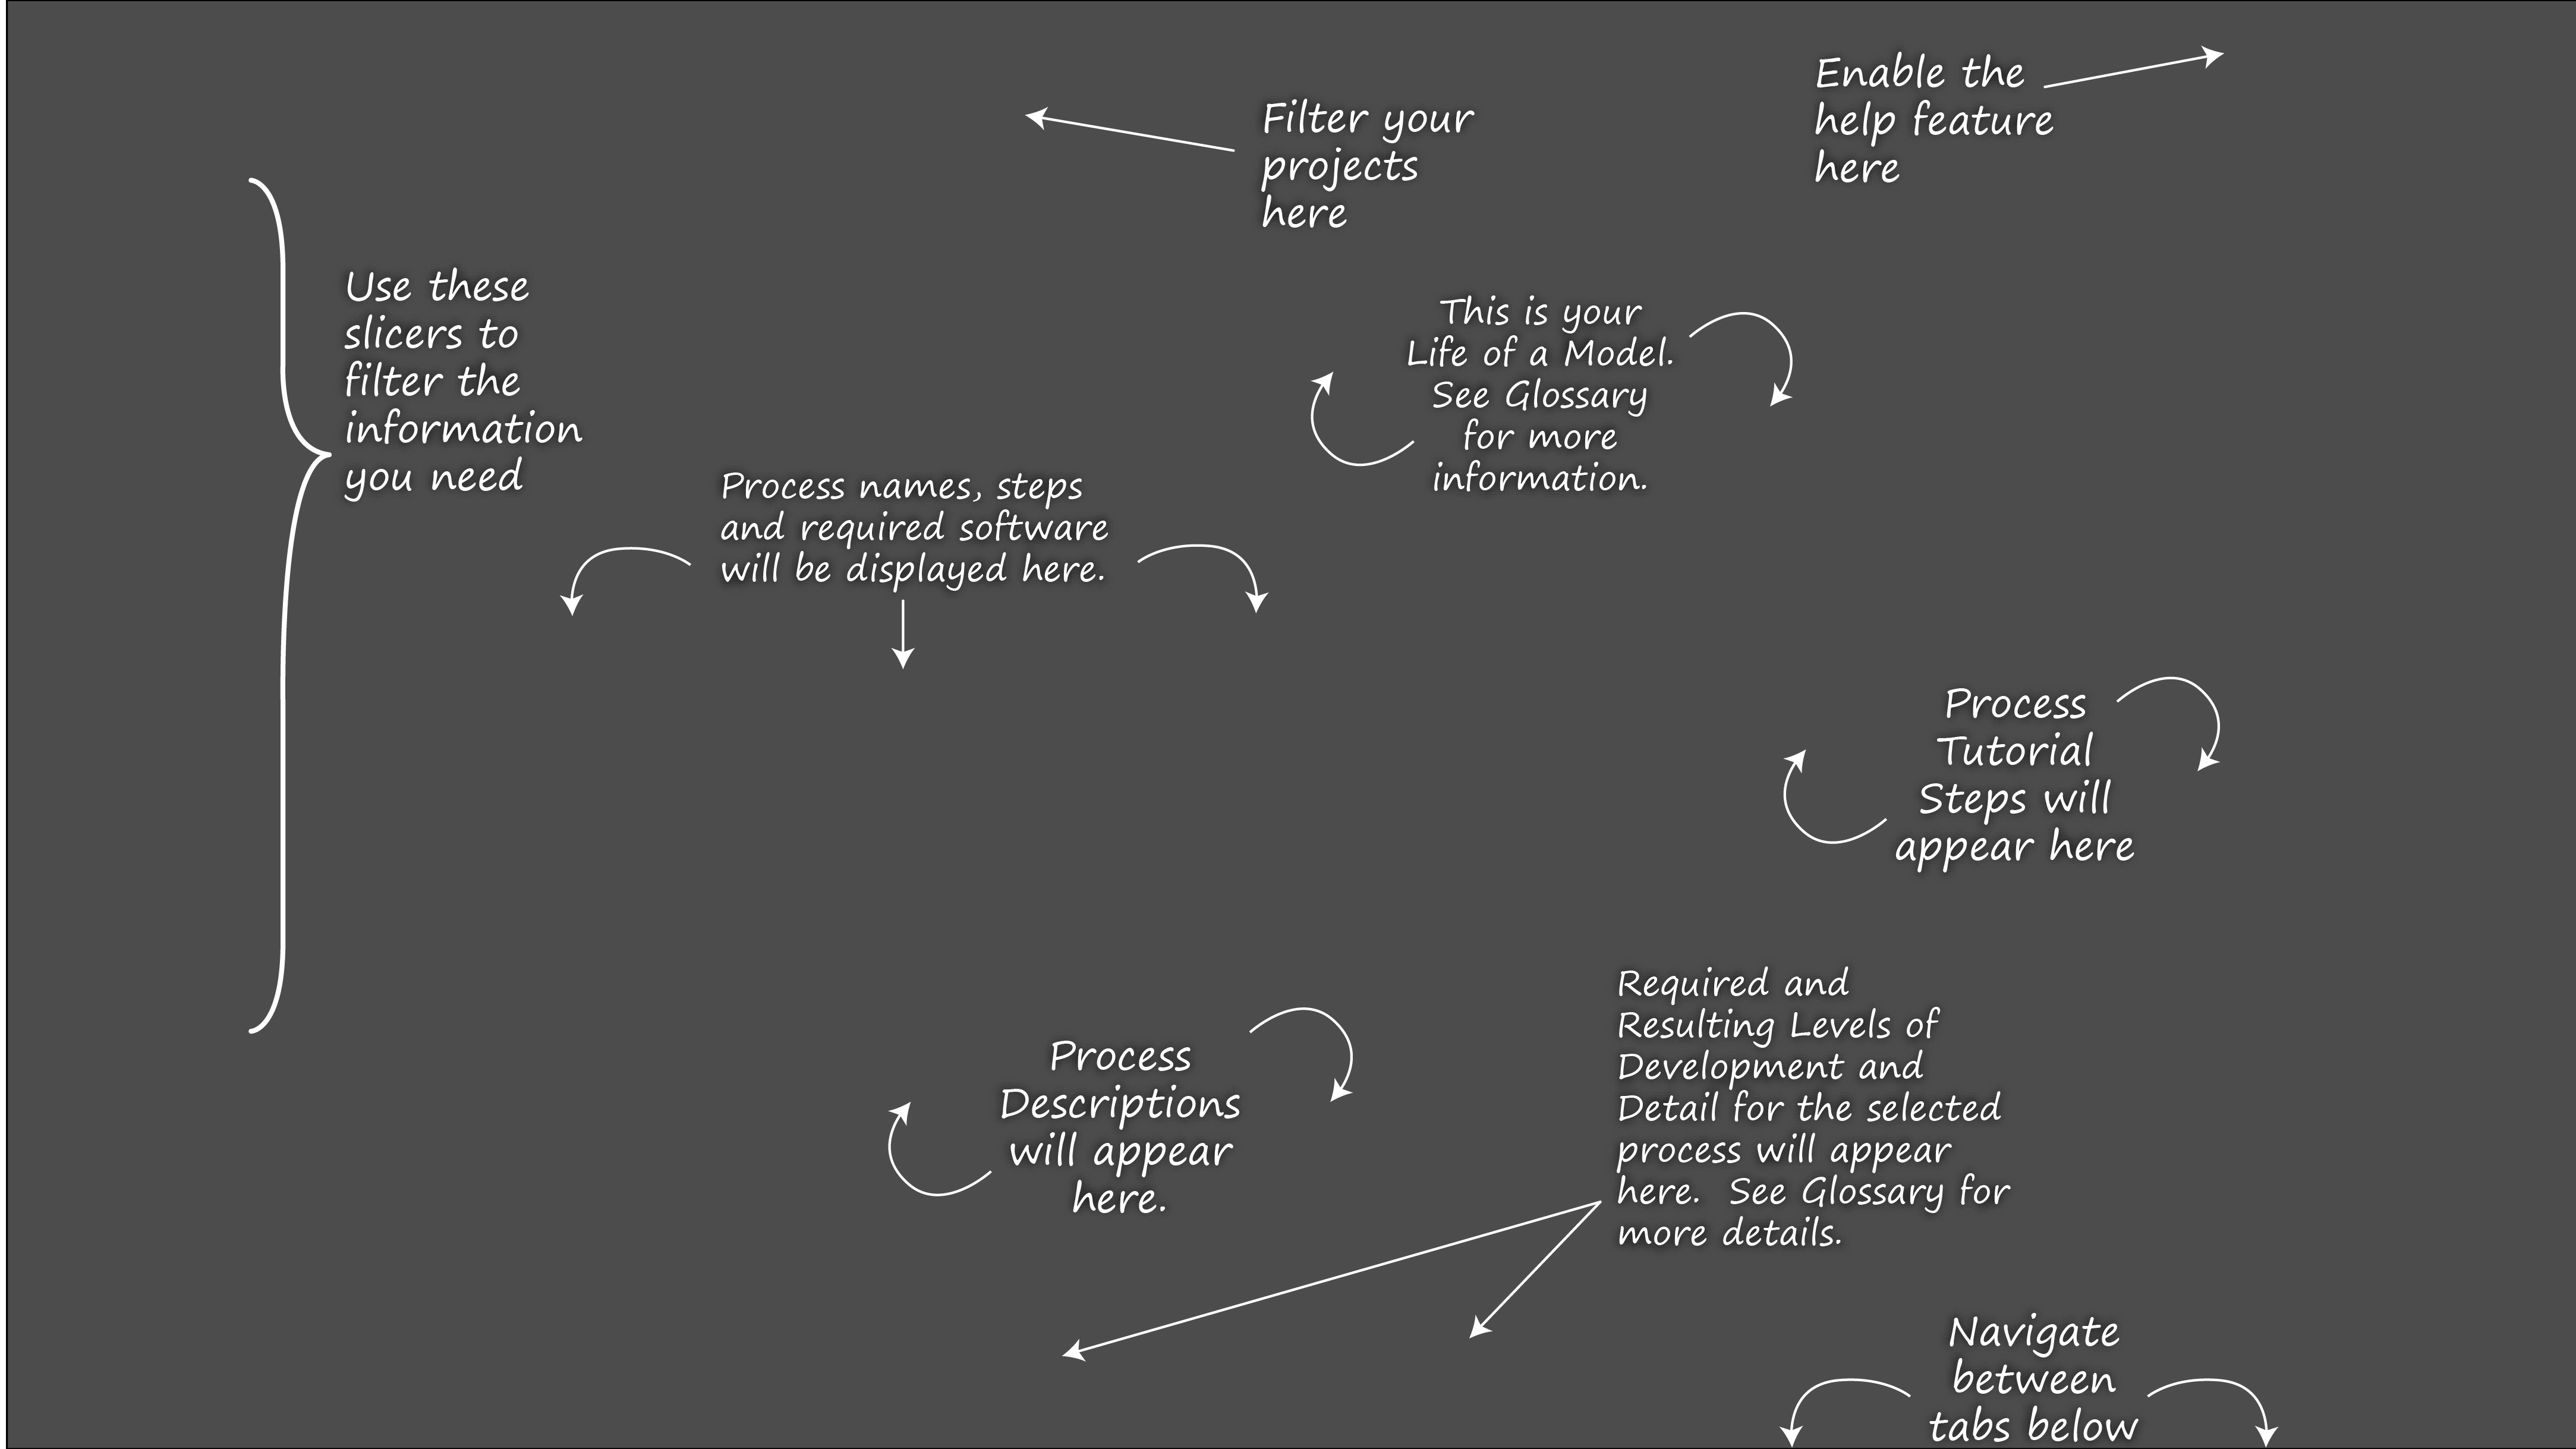 Enable the
help feature
here
Filter your
projects
here
Use these
slicers to
filter the
information
you need
This is your
Life of a Model.
See Glossary
for more
information.
Process names, steps
and required software
will be displayed here.
Process
Tutorial
Steps will
appear here
Required and
Resulting Levels of
Development and
Detail for the selected
process will appear
here.  See Glossary for
more details.
Process
Descriptions
will appear
here.
Navigate
between
tabs below